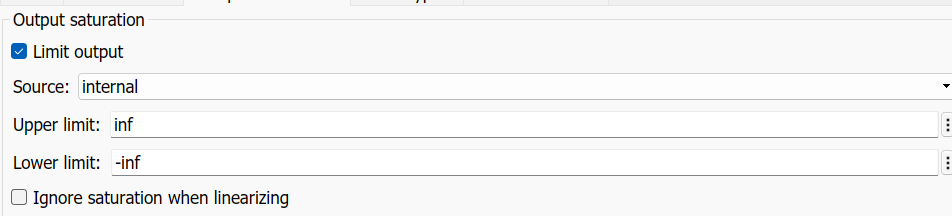 Output saturation
Limit output
Source: internal
Upper limit: inf
Lower limit: -inf
Ignore saturation when linearizing